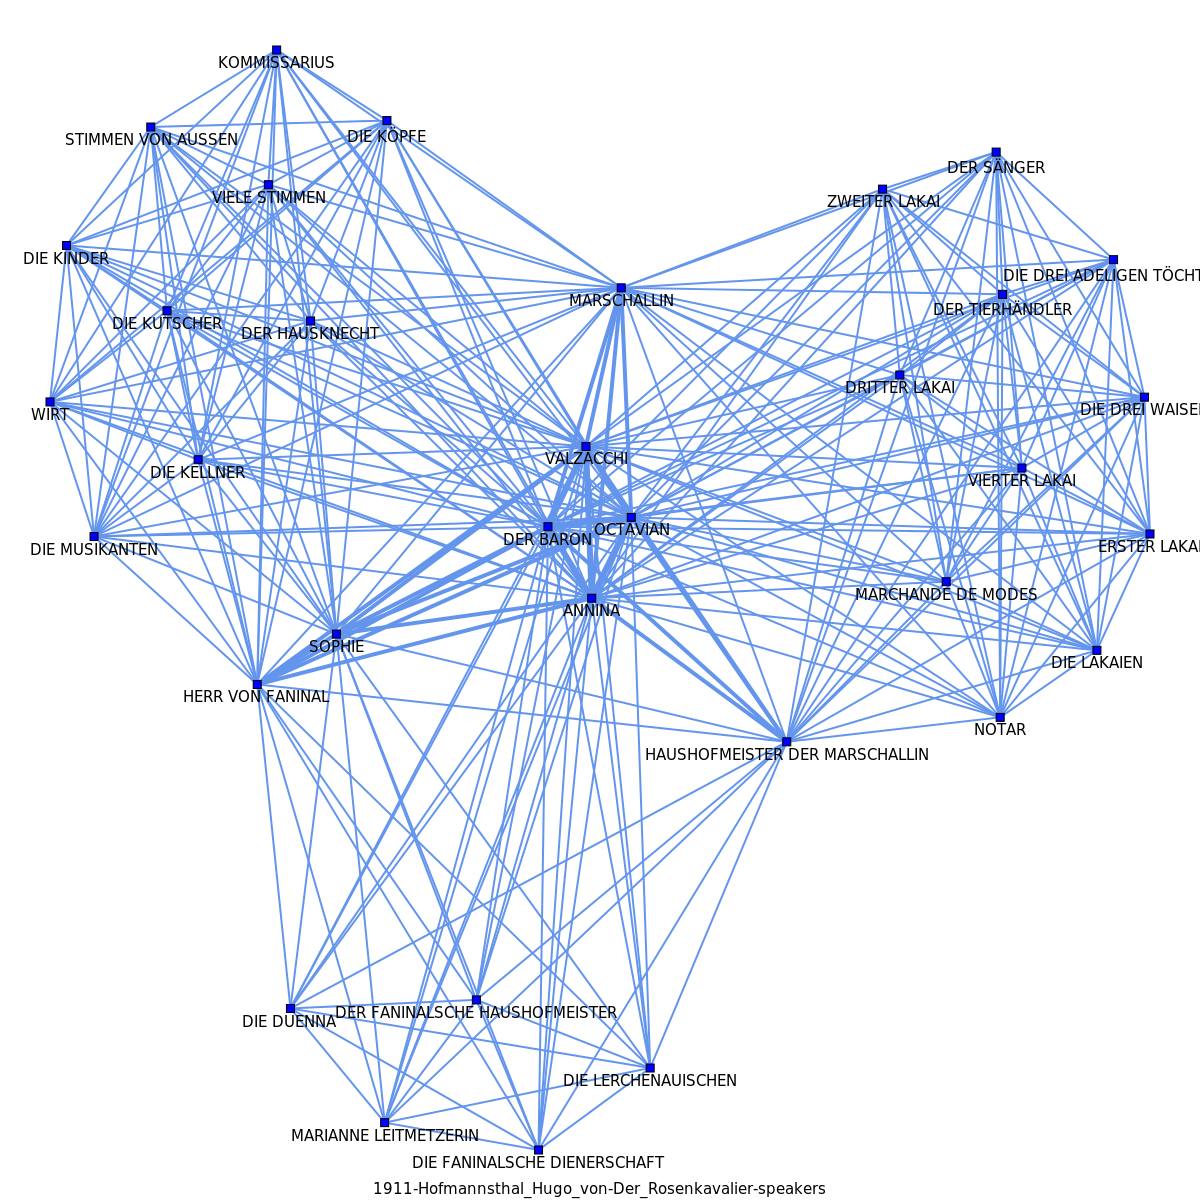 KOMMISSARIUS
STIMMEN VON AUSSEN
DIE KÖPFE
DER SÄNGER
VIELE STIMMEN
ZWEITER LAKAI
DIE KINDER
DIE DREI ADELIGEN TÖCHT
MARSCHALLIN
DER TIERHÄNDLER
DIE KUTSCHER
DER HAUSKNECHT
DRITTER LAKAI
WIRT
DIE DREI WAISE
VALZACCHI
DIE KELLNER
VIERTER LAKAI
OCTAVIAN
DER BARON
DIE MUSIKANTEN
ERSTER LAKAI
MARCHANDE DE MODES
ANNINA
SOPHIE
DIE LAKAIEN
HERR VON FANINAL
NOTAR
HAUSHOFMEISTER DER MARSCHALLIN
DER FANINALSCHE HAUSHOFMEISTER
DIE DUENNA
DIE LERCHENAUISCHEN
MARIANNE LEITMETZERIN
DIE FANINALSCHE DIENERSCHAFT
1911-Hofmannsthal_Hugo_von-Der_Rosenkavalier-speakers